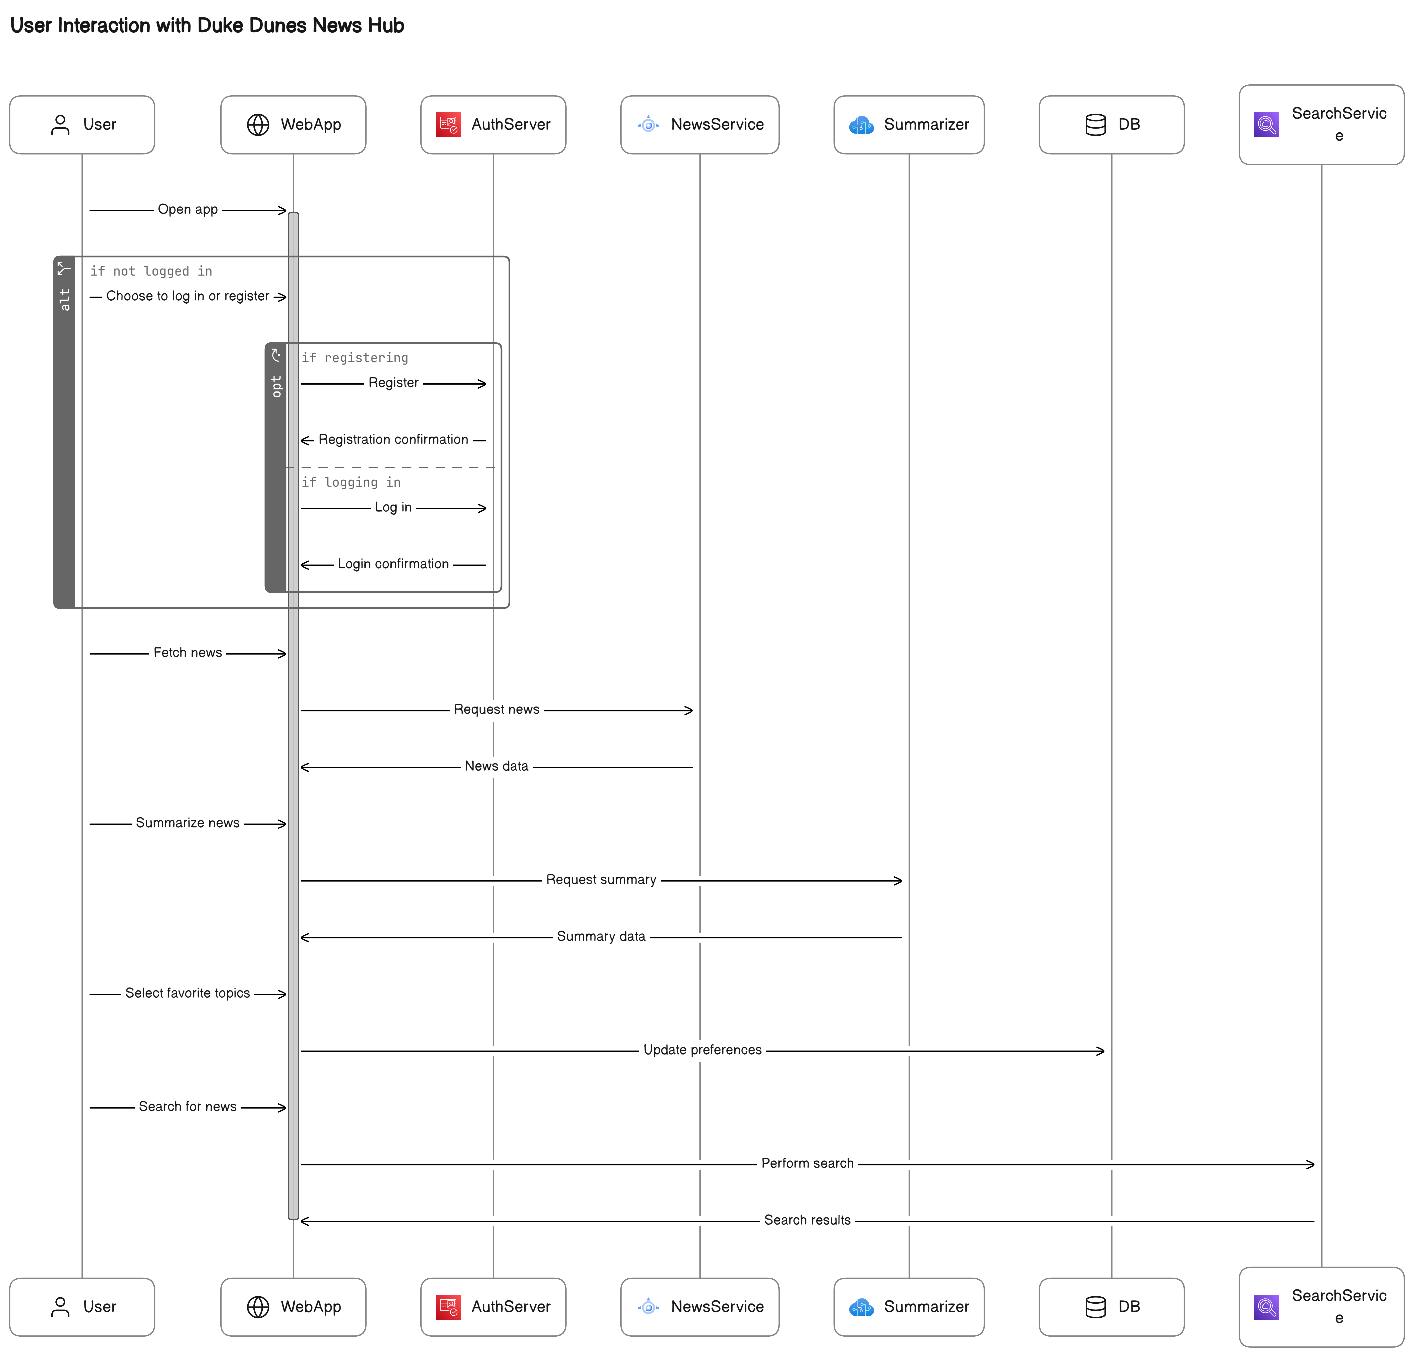 User Interaction with Duke Dunes News Hub
User
WebApp
AuthServer
NewsService
Summarizer
DB
SearchServic
e
Open app
alt
if not logged in
Choose to log in or register
opt
if registering
Register
Registration confirmation
if logging in
Log in
Login confirmation
Fetch news
Request news
News data
Summarize news
Request summary
Summary data
Select favorite topics
Update preferences
Search for news
Perform search
Search results
User
WebApp
AuthServer
NewsService
Summarizer
DB
SearchServic
e